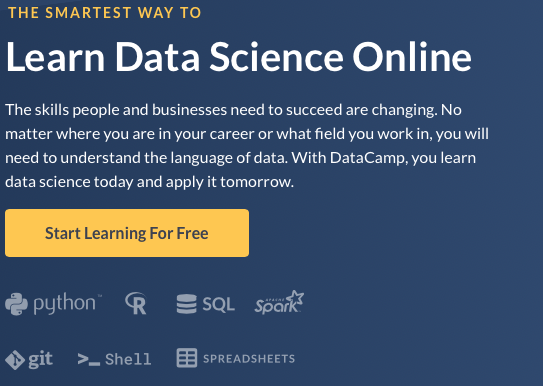 THE SMARTEST WAY TO
Learn Data Science Online
The skills people and businesses need to succeed are changing. No
matter where you are in your career or what field you work in, you will
need to understand the language of data. With DataCamp, you learn
data science today and apply it tomorrow.
Start Learning For Free
python™ R SQL APACHE Spark™
git >_ Shell SPREADSHEETS